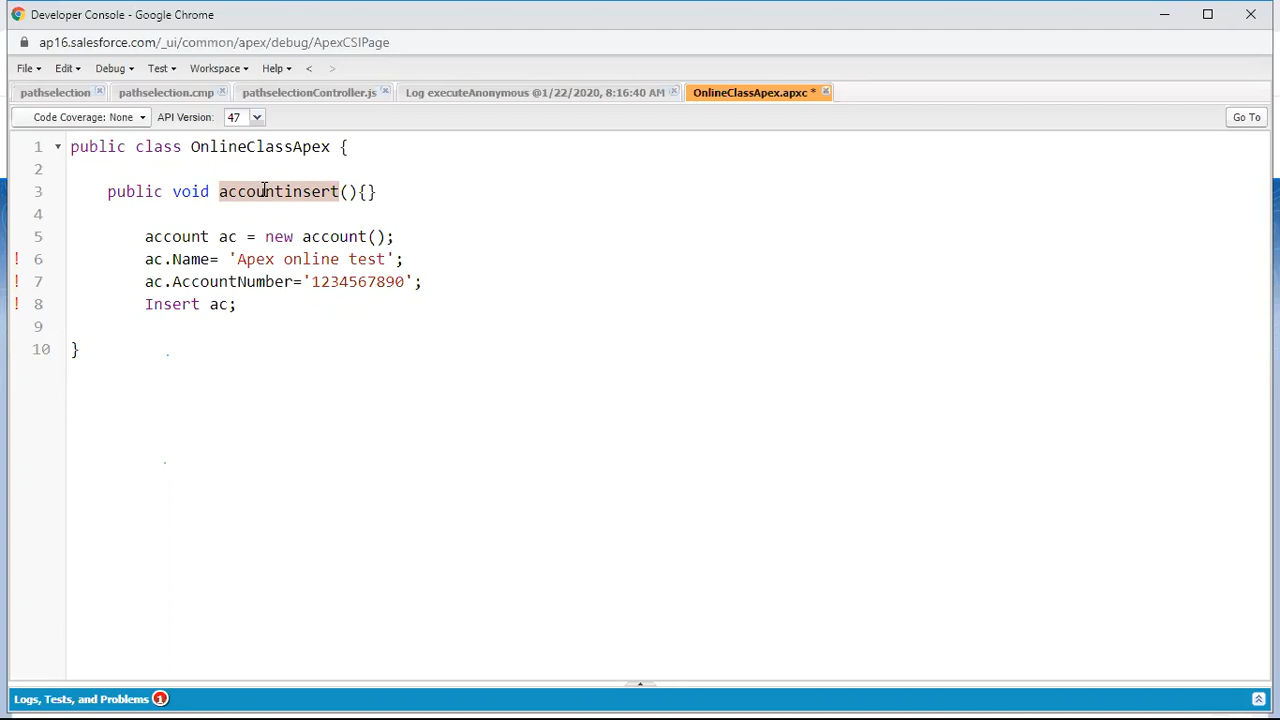 Developer Console - Google Chrome
ap16.salesforce.com/_ui/common/apex/debug/ApexCSIPage
File Edit Debug Test Workspace Help < >
pathselection pathselection.cmp pathselectionController.js Log executeAnonymous @1/22/2020, 8:16:40 AM OnlineClassApex.apxc *
Code Coverage: None API Version: 47 Go To
1 public class OnlineClassApex {
2
3 public void accountinsert(){}
4
5 account ac = new account();
! 6 ac.Name= 'Apex online test';
! 7 ac.AccountNumber='1234567890';
! 8 Insert ac;
9
10 }
Logs, Tests, and Problems 1